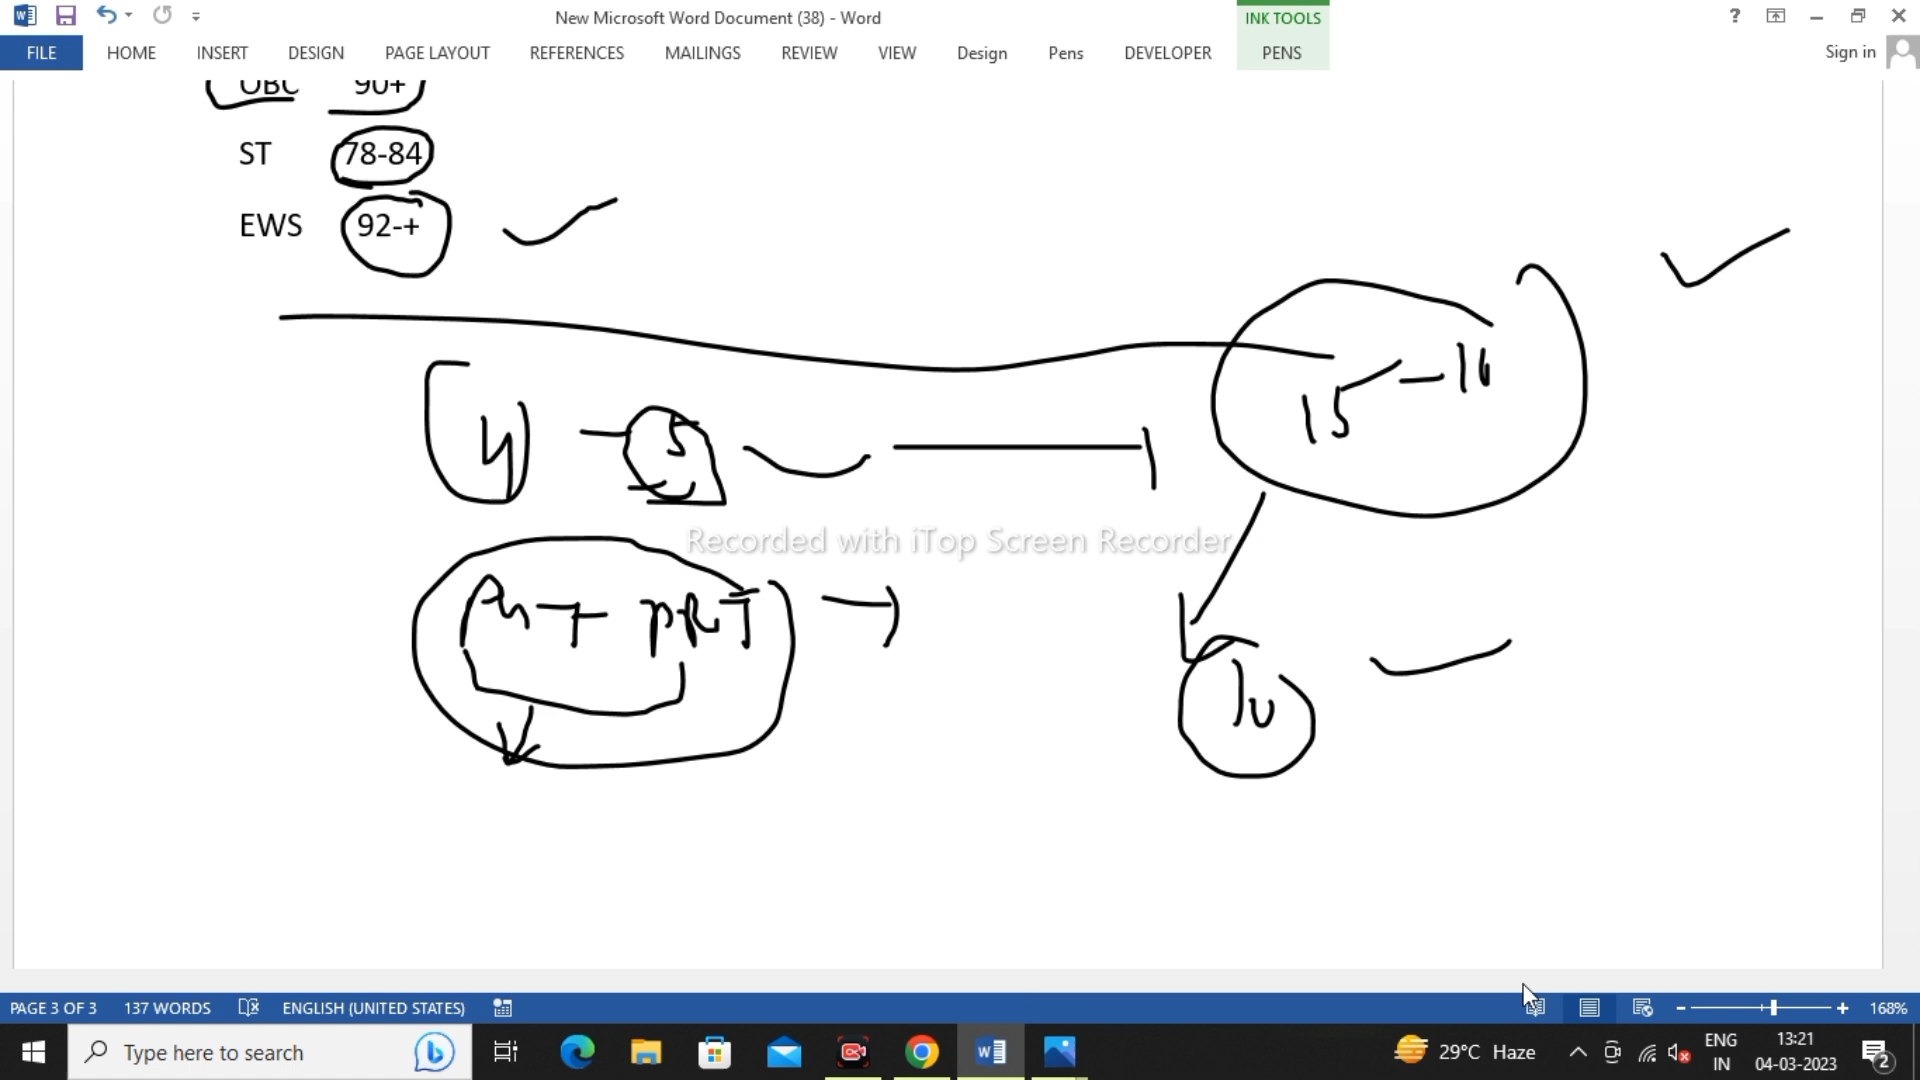 New Microsoft Word Document (38) - Word
INK TOOLS
?
FILE HOME INSERT DESIGN PAGE LAYOUT REFERENCES MAILINGS REVIEW VIEW Design Pens DEVELOPER PENS
Sign in
OBC 90+
ST 78-84
EWS 92-+
15 - 16
4 - 5
Recorded with iTop Screen Recorder
+ PRT
10
PAGE 3 OF 3 137 WORDS ENGLISH (UNITED STATES) 168%
Type here to search
29°C Haze
ENG
IN
13:21
04-03-2023
2